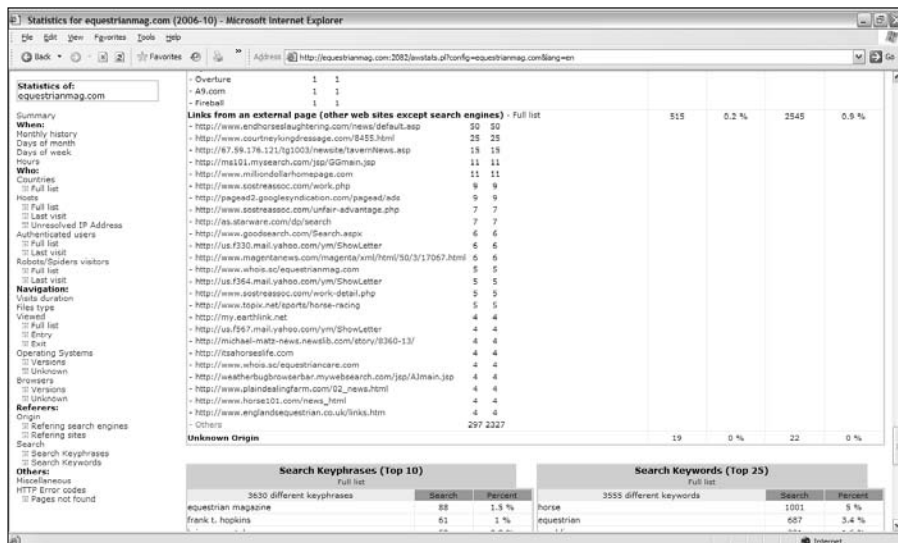 Statistics for equestrianmag.com (2006-10) - Microsoft Internet Explorer
File Edit View Favorites Tools Help
Back Favorites Address http://equestrianmag.com:2082/awstats.pl?config=equestrianmag.com&lang=en Go
Statistics of:
equestrianmag.com
Summary
When:
Monthly history
Days of month
Days of week
Hours
Who:
Countries
Full list
Hosts
Full list
Last visit
Unresolved IP Address
Authenticated users
Full list
Last visit
Robots/Spiders visitors
Full list
Last visit
Navigation:
Visits duration
Files type
Viewed
Full list
Entry
Exit
Operating Systems
Versions
Unknown
Browsers
Versions
Unknown
Referers:
Origin
Refering search engines
Refering sites
Search
Search Keyphrases
Search Keywords
Others:
Miscellaneous
HTTP Error codes
Pages not found
- Overture 1 1
- A9.com 1 1
- Fireball 1 1
Links from an external page (other web sites except search engines) - Full list 515 0.2 % 2545 0.9 %
- http://www.endhorseslaughtering.com/news/default.asp 50 50
- http://www.courtneykingdressage.com/8455.html 25 25
- http://67.59.176.121/tg1003/newsite/tavernNews.asp 15 15
- http://ms101.mysearch.com/jsp/GGmain.jsp 11 11
- http://www.milliondollarhomepage.com 11 11
- http://www.sostreassoc.com/work.php 9 9
- http://pagead2.googlesyndication.com/pagead/ads 9 9
- http://www.sostreassoc.com/unfair-advantage.php 7 7
- http://as.starware.com/dp/search 7 7
- http://www.goodsearch.com/Search.aspx 6 6
- http://us.f330.mail.yahoo.com/ym/ShowLetter 6 6
- http://www.magentanews.com/magenta/xml/html/50/3/17067.html 6 6
- http://www.whois.sc/equestrianmag.com 5 5
- http://us.f364.mail.yahoo.com/ym/ShowLetter 5 5
- http://www.sostreassoc.com/work-detail.php 5 5
- http://www.topix.net/sports/horse-racing 5 5
- http://my.earthlink.net 4 4
- http://us.f567.mail.yahoo.com/ym/ShowLetter 4 4
- http://michael-matz-news.newslib.com/story/8360-13/ 4 4
- http://itsahorseslife.com 4 4
- http://www.whois.sc/equestriancare.com 4 4
- http://weatherbugbrowserbar.mywebsearch.com/jsp/AJmain.jsp 4 4
- http://www.plaindealingfarm.com/02_news.html 4 4
- http://www.horse101.com/news_html 4 4
- http://www.englandsequestrian.co.uk/links.htm 4 4
- Others 297 2327
Unknown Origin 19 0 % 22 0 %
Search Keyphrases (Top 10)
Full list
3630 different keyphrases Search Percent
equestrian magazine 88 1.5 %
frank t. hopkins 61 1 %
Search Keywords (Top 25)
Full list
3555 different keywords Search Percent
horse 1001 5 %
equestrian 687 3.4 %
Internet